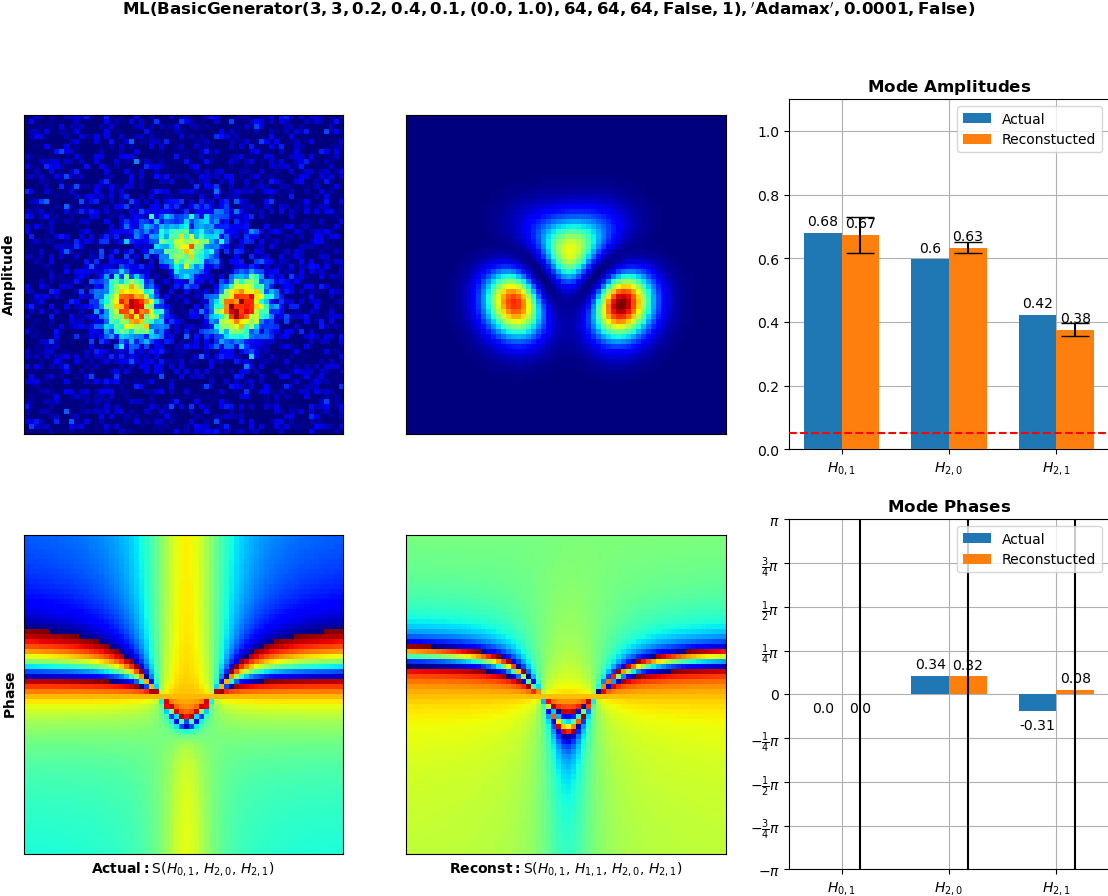 ML(BasicGenerator(3, 3, 0.2, 0.4, 0.1, (0.0, 1.0), 64, 64, 64, False, 1), ′Adamax′, 0.0001, False)
Amplitude
Mode Amplitudes
Actual
Reconstucted
1.0
0.8
0.6
0.4
0.2
0.0
0.68
0.67
0.6
0.63
0.42
0.38
H0,1
H2,0
H2,1
Phase
Actual: S(H0,1, H2,0, H2,1)
Reconst: S(H0,1, H1,1, H2,0, H2,1)
Mode Phases
Actual
Reconstucted
π
3/4π
1/2π
1/4π
0
−1/4π
−1/2π
−3/4π
−π
0.0
0.0
0.34
0.32
-0.31
0.08
H0,1
H2,0
H2,1